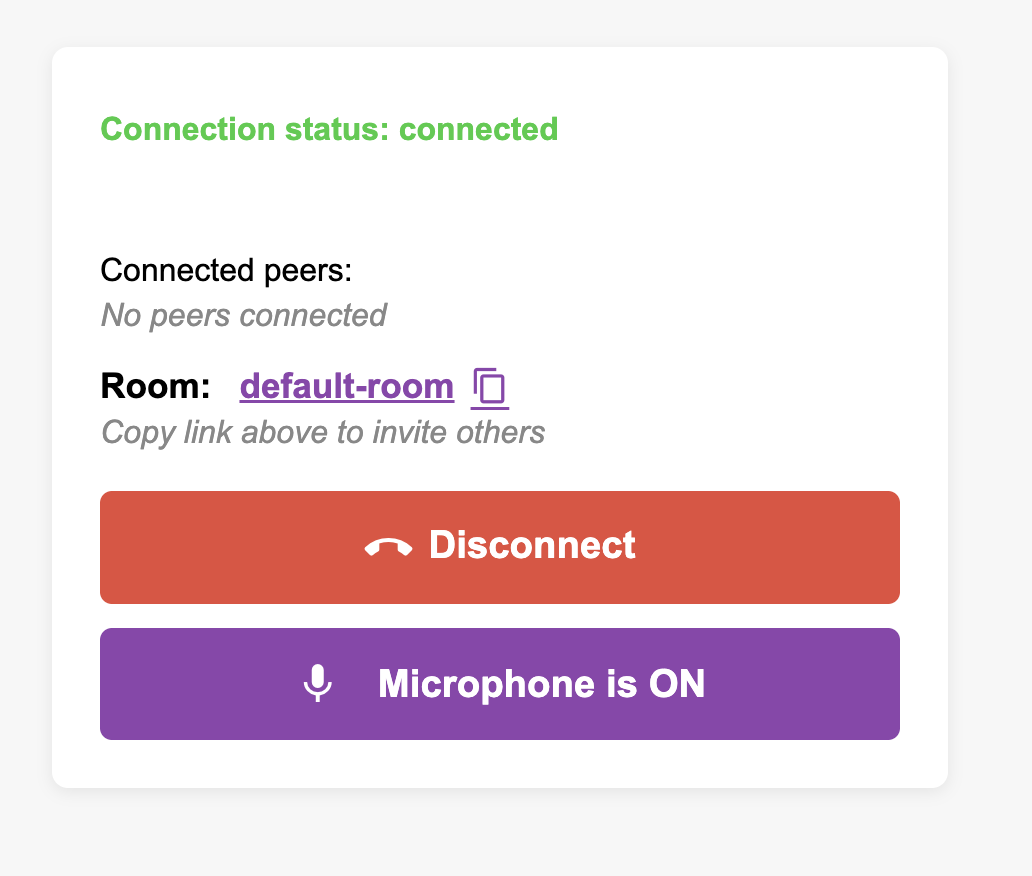 Connection status: connected
Connected peers:
No peers connected
Room: default-room
Copy link above to invite others
Disconnect
Microphone is ON